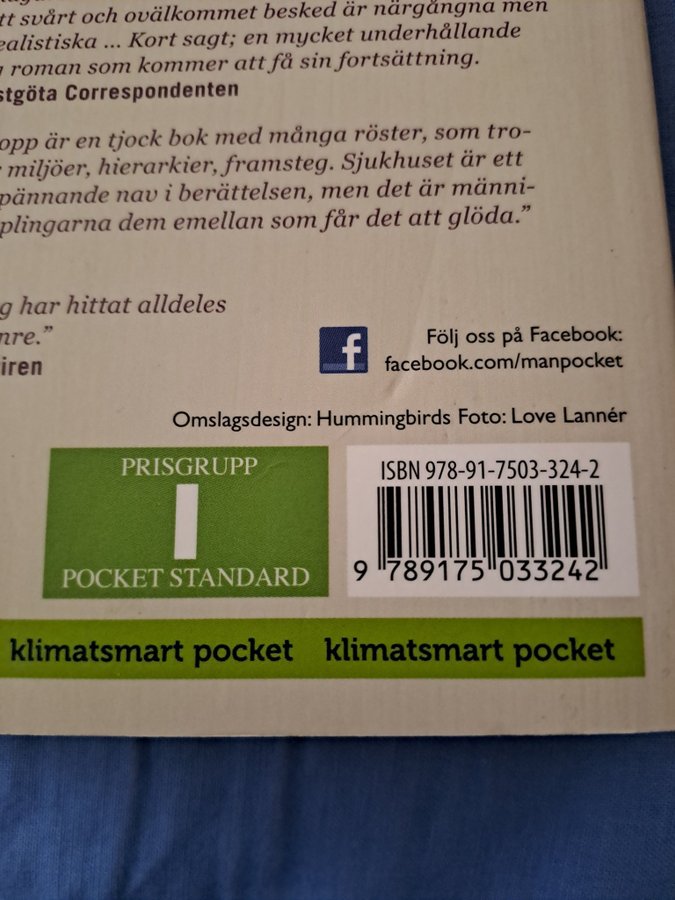 tt svårt och ovälkommet besked är närgångna men
ealistiska ... Kort sagt; en mycket underhållande
g roman som kommer att få sin fortsättning.
stgöta Correspondenten
opp är en tjock bok med många röster, som tro-
r miljöer, hierarkier, framsteg. Sjukhuset är ett
pännande nav i berättelsen, men det är männi-
plingarna dem emellan som får det att glöda.”
g har hittat alldeles
nre.”
iren
f
Följ oss på Facebook:
facebook.com/manpocket
Omslagsdesign: Hummingbirds Foto: Love Lannér
PRISGRUPP
1
POCKET STANDARD
ISBN 978-91-7503-324-2
9 789175 033242
klimatsmart pocket klimatsmart pocket